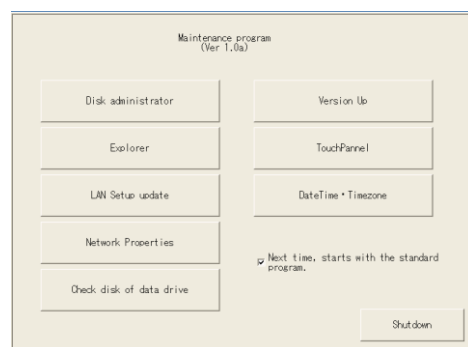 Maintenance program
(Ver 1.0a)
Disk administrator
Version Up
Explorer
TouchPannel
LAN Setup update
DateTime・Timezone
Network Properties
Next time, starts with the standard
program.
Check disk of data drive
Shutdown